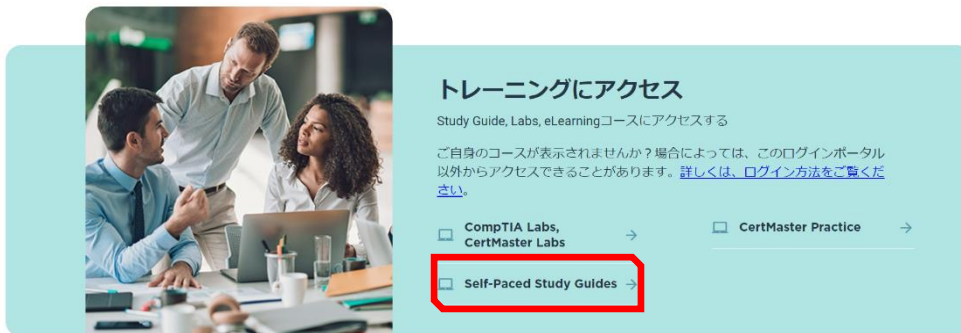 トレーニングにアクセス
Study Guide, Labs, eLearningコースにアクセスする
ご自身のコースが表示されませんか？場合によっては、このログインポータル
以外からアクセスできることがあります。詳しくは、ログイン方法をご覧くだ
さい。
CompTIA Labs,
CertMaster Labs
CertMaster Practice
Self-Paced Study Guides